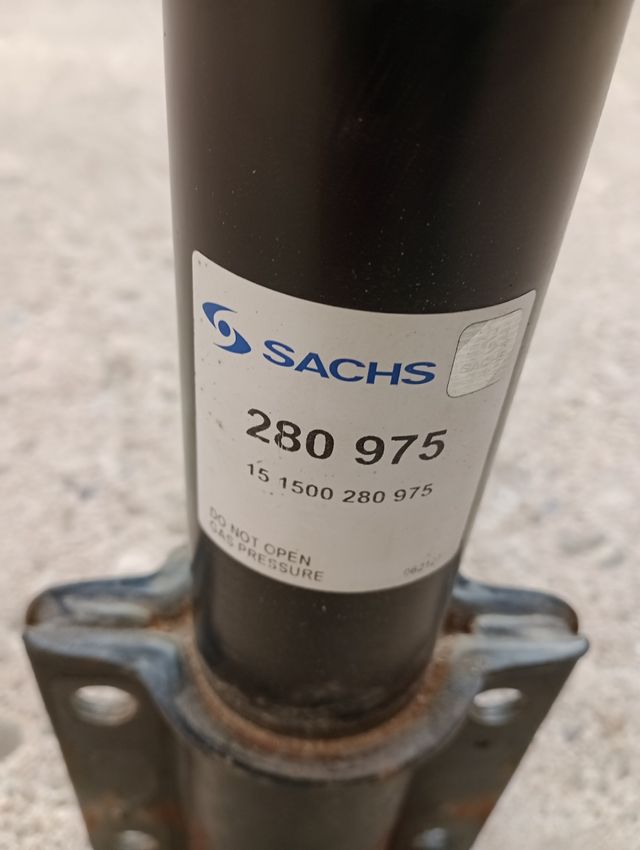 SACHS
280 975
15 1500 280 975
DO NOT OPEN
GAS PRESSURE